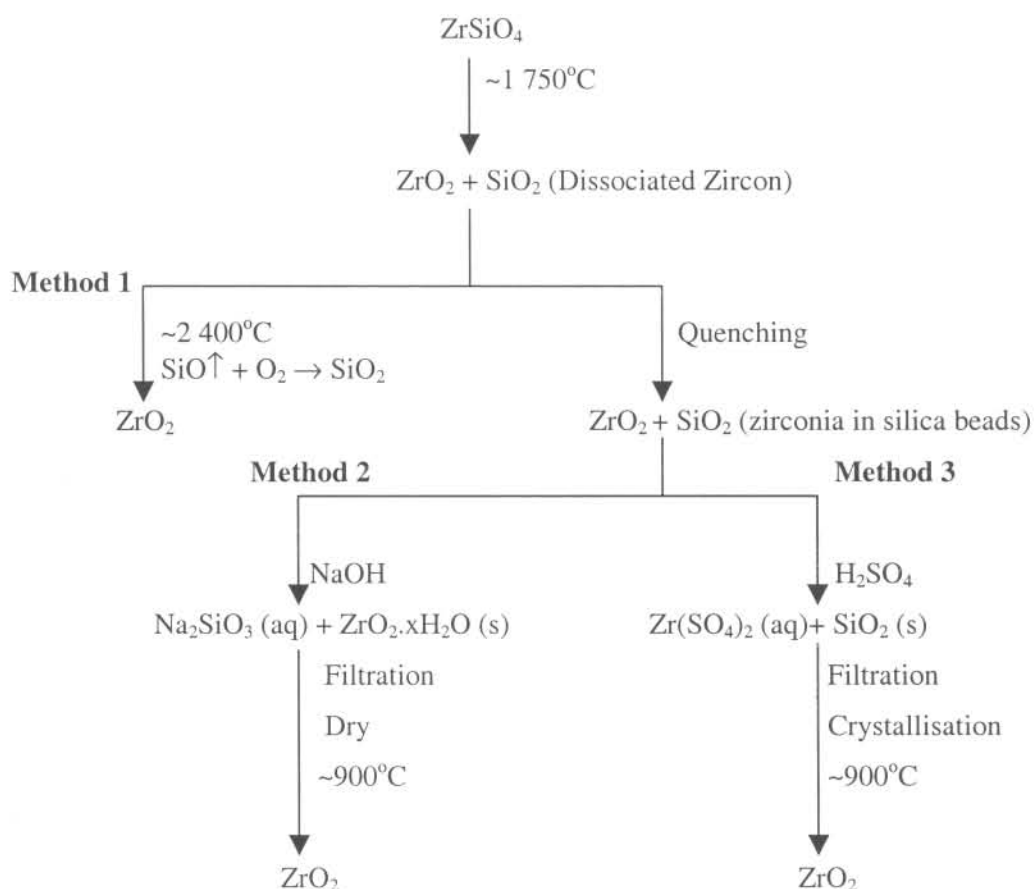 ZrSiO₄
~1 750°C
ZrO₂ + SiO₂ (Dissociated Zircon)
Method 1
~2 400°C
SiO↑ + O₂ → SiO₂
ZrO₂
Quenching
ZrO₂ + SiO₂ (zirconia in silica beads)
Method 2
Method 3
NaOH
Na₂SiO₃ (aq) + ZrO₂.xH₂O (s)
Filtration
Dry
~900°C
ZrO₂
H₂SO₄
Zr(SO₄)₂ (aq)+ SiO₂ (s)
Filtration
Crystallisation
~900°C
ZrO₂